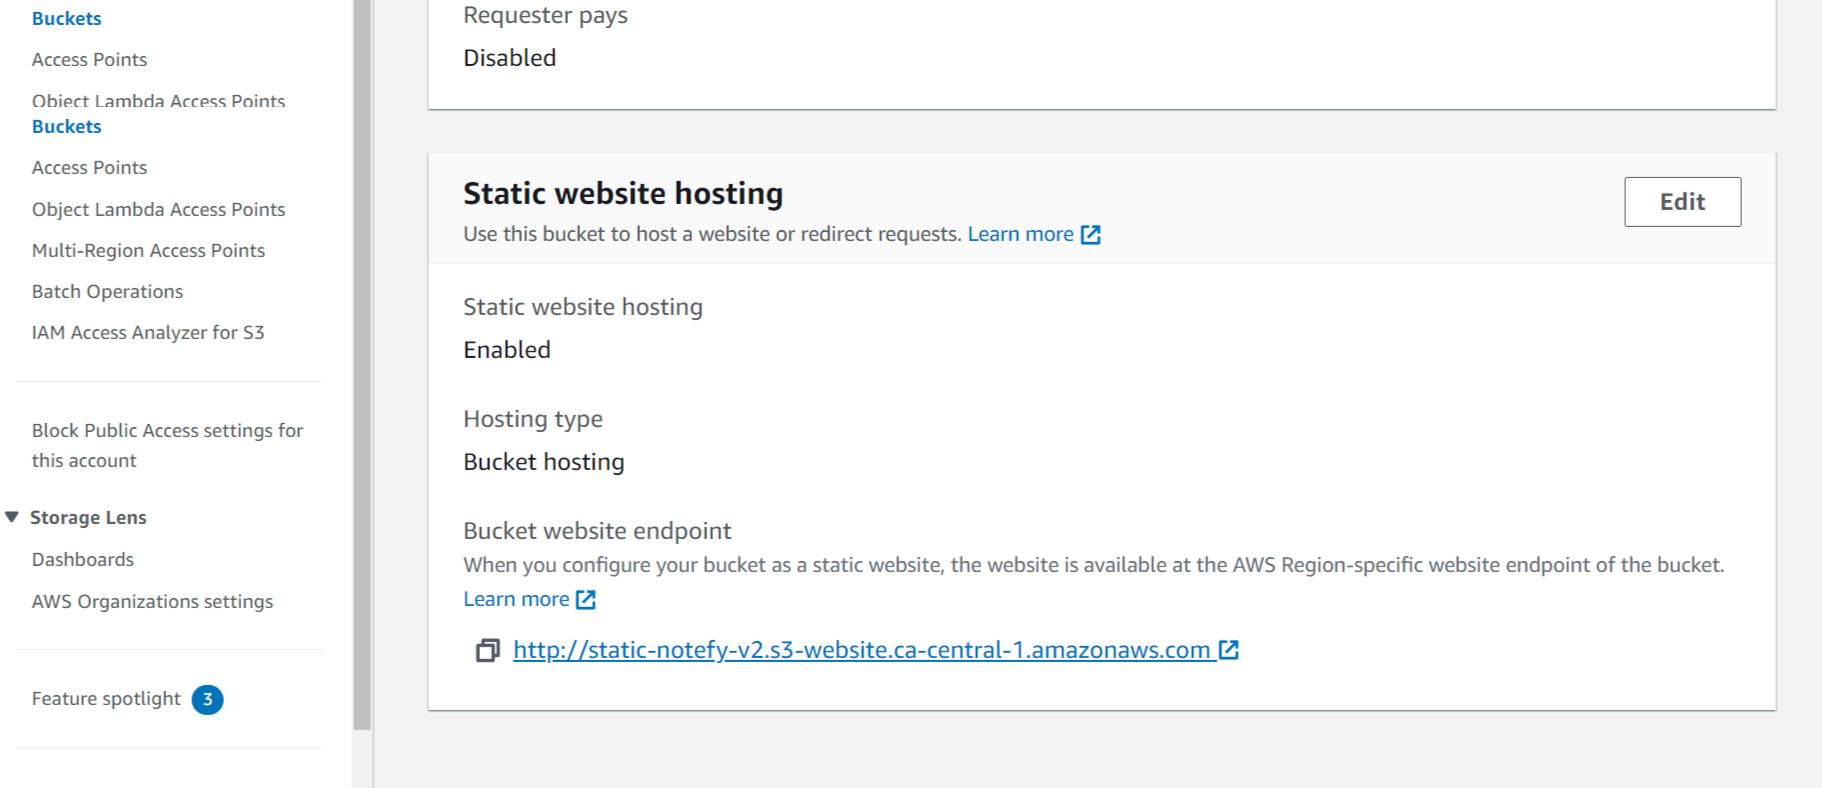 Buckets
Access Points
Object Lambda Access Points
Buckets
Access Points
Object Lambda Access Points
Multi-Region Access Points
Batch Operations
IAM Access Analyzer for S3
Block Public Access settings for
this account
Storage Lens
Dashboards
AWS Organizations settings
Feature spotlight 3
Requester pays
Disabled
Static website hosting
Edit
Use this bucket to host a website or redirect requests. Learn more
Static website hosting
Enabled
Hosting type
Bucket hosting
Bucket website endpoint
When you configure your bucket as a static website, the website is available at the AWS Region-specific website endpoint of the bucket.
Learn more
http://static-notefy-v2.s3-website.ca-central-1.amazonaws.com